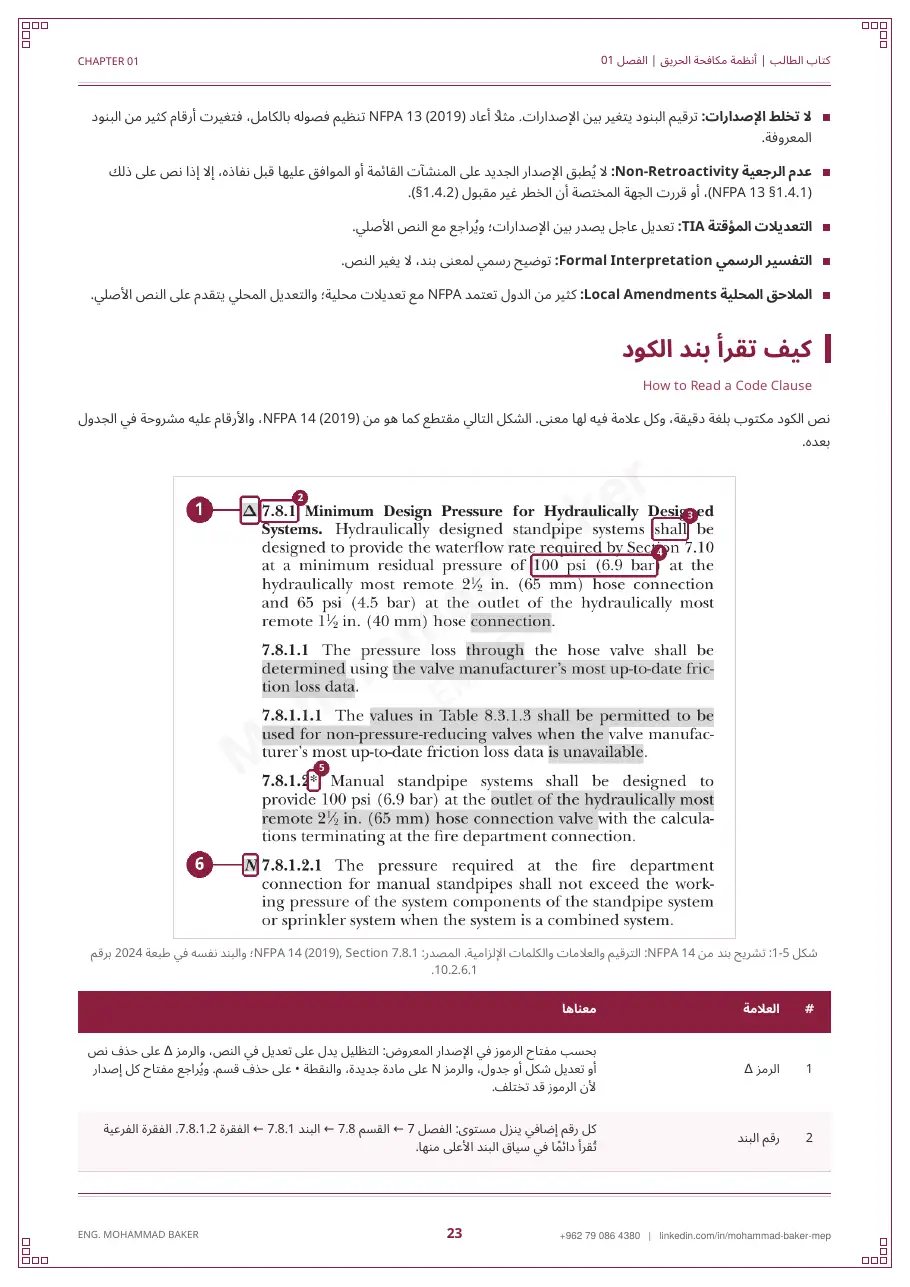 CHAPTER 01
كتاب الطالب | أنظمة مكافحة الحريق | الفصل 01
لا تخلط الإصدارات: ترقيم البنود يتغير بين الإصدارات. مثلًا أعاد NFPA 13 (2019) تنظيم فصوله بالكامل، فتغيرت أرقام كثير من البنود
المعروفة.
عدم الرجعية Non-Retroactivity: لا يُطبق الإصدار الجديد على المنشآت القائمة أو الموافق عليها قبل نفاذه، إلا إذا نص على ذلك
(NFPA 13 §1.4.1)، أو قررت الجهة المختصة أن الخطر غير مقبول (§1.4.2).
التعديلات المؤقتة TIA: تعديل عاجل يصدر بين الإصدارات؛ ويُراجع مع النص الأصلي.
التفسير الرسمي Formal Interpretation: توضيح رسمي لمعنى بند، لا يغير النص.
الملاحق المحلية Local Amendments: كثير من الدول تعتمد NFPA مع تعديلات محلية؛ والتعديل المحلي يتقدم على النص الأصلي.
كيف تقرأ بند الكود
How to Read a Code Clause
نص الكود مكتوب بلغة دقيقة، وكل علامة فيه لها معنى. الشكل التالي مقتطع كما هو من NFPA 14 (2019)، والأرقام عليه مشروحة في الجدول
بعده.
1 Δ 7.8.1 2 Minimum Design Pressure for Hydraulically Designed
Systems. Hydraulically designed standpipe systems shall 3 be
designed to provide the waterflow rate required by Section 7.10
at a minimum residual pressure of 100 psi (6.9 bar) 4 at the
hydraulically most remote 2½ in. (65 mm) hose connection
and 65 psi (4.5 bar) at the outlet of the hydraulically most
remote 1½ in. (40 mm) hose connection.
7.8.1.1 The pressure loss through the hose valve shall be
determined using the valve manufacturer's most up-to-date fric-
tion loss data.
7.8.1.1.1 The values in Table 8.3.1.3 shall be permitted to be
used for non-pressure-reducing valves when the valve manufac-
turer's most up-to-date friction loss data is unavailable.
7.8.1.2* 5 Manual standpipe systems shall be designed to
provide 100 psi (6.9 bar) at the outlet of the hydraulically most
remote 2½ in. (65 mm) hose connection valve with the calcula-
tions terminating at the fire department connection.
6 N 7.8.1.2.1 The pressure required at the fire department
connection for manual standpipes shall not exceed the work-
ing pressure of the system components of the standpipe system
or sprinkler system when the system is a combined system.
شكل 1-5: تشريح بند من NFPA 14: الترقيم والعلامات والكلمات الإلزامية. المصدر: NFPA 14 (2019), Section 7.8.1؛ والبند نفسه في طبعة 2024 برقم
10.2.6.1.
# العلامة معناها
بحسب مفتاح الرموز في الإصدار المعروض: التظليل يدل على تعديل في النص، والرمز Δ على حذف نص
1 الرمز Δ أو تعديل شكل أو جدول، والرمز N على مادة جديدة، والنقطة • على حذف قسم. ويُراجع مفتاح كل إصدار
لأن الرموز قد تختلف.
2 رقم البند كل رقم إضافي ينزل مستوى: الفصل 7 ← القسم 7.8 ← البند 7.8.1 ← الفقرة 7.8.1.2. الفقرة الفرعية
تُقرأ دائمًا في سياق البند الأعلى منها.
ENG. MOHAMMAD BAKER
23
+962 79 086 4380 | linkedin.com/in/mohammad-baker-mep